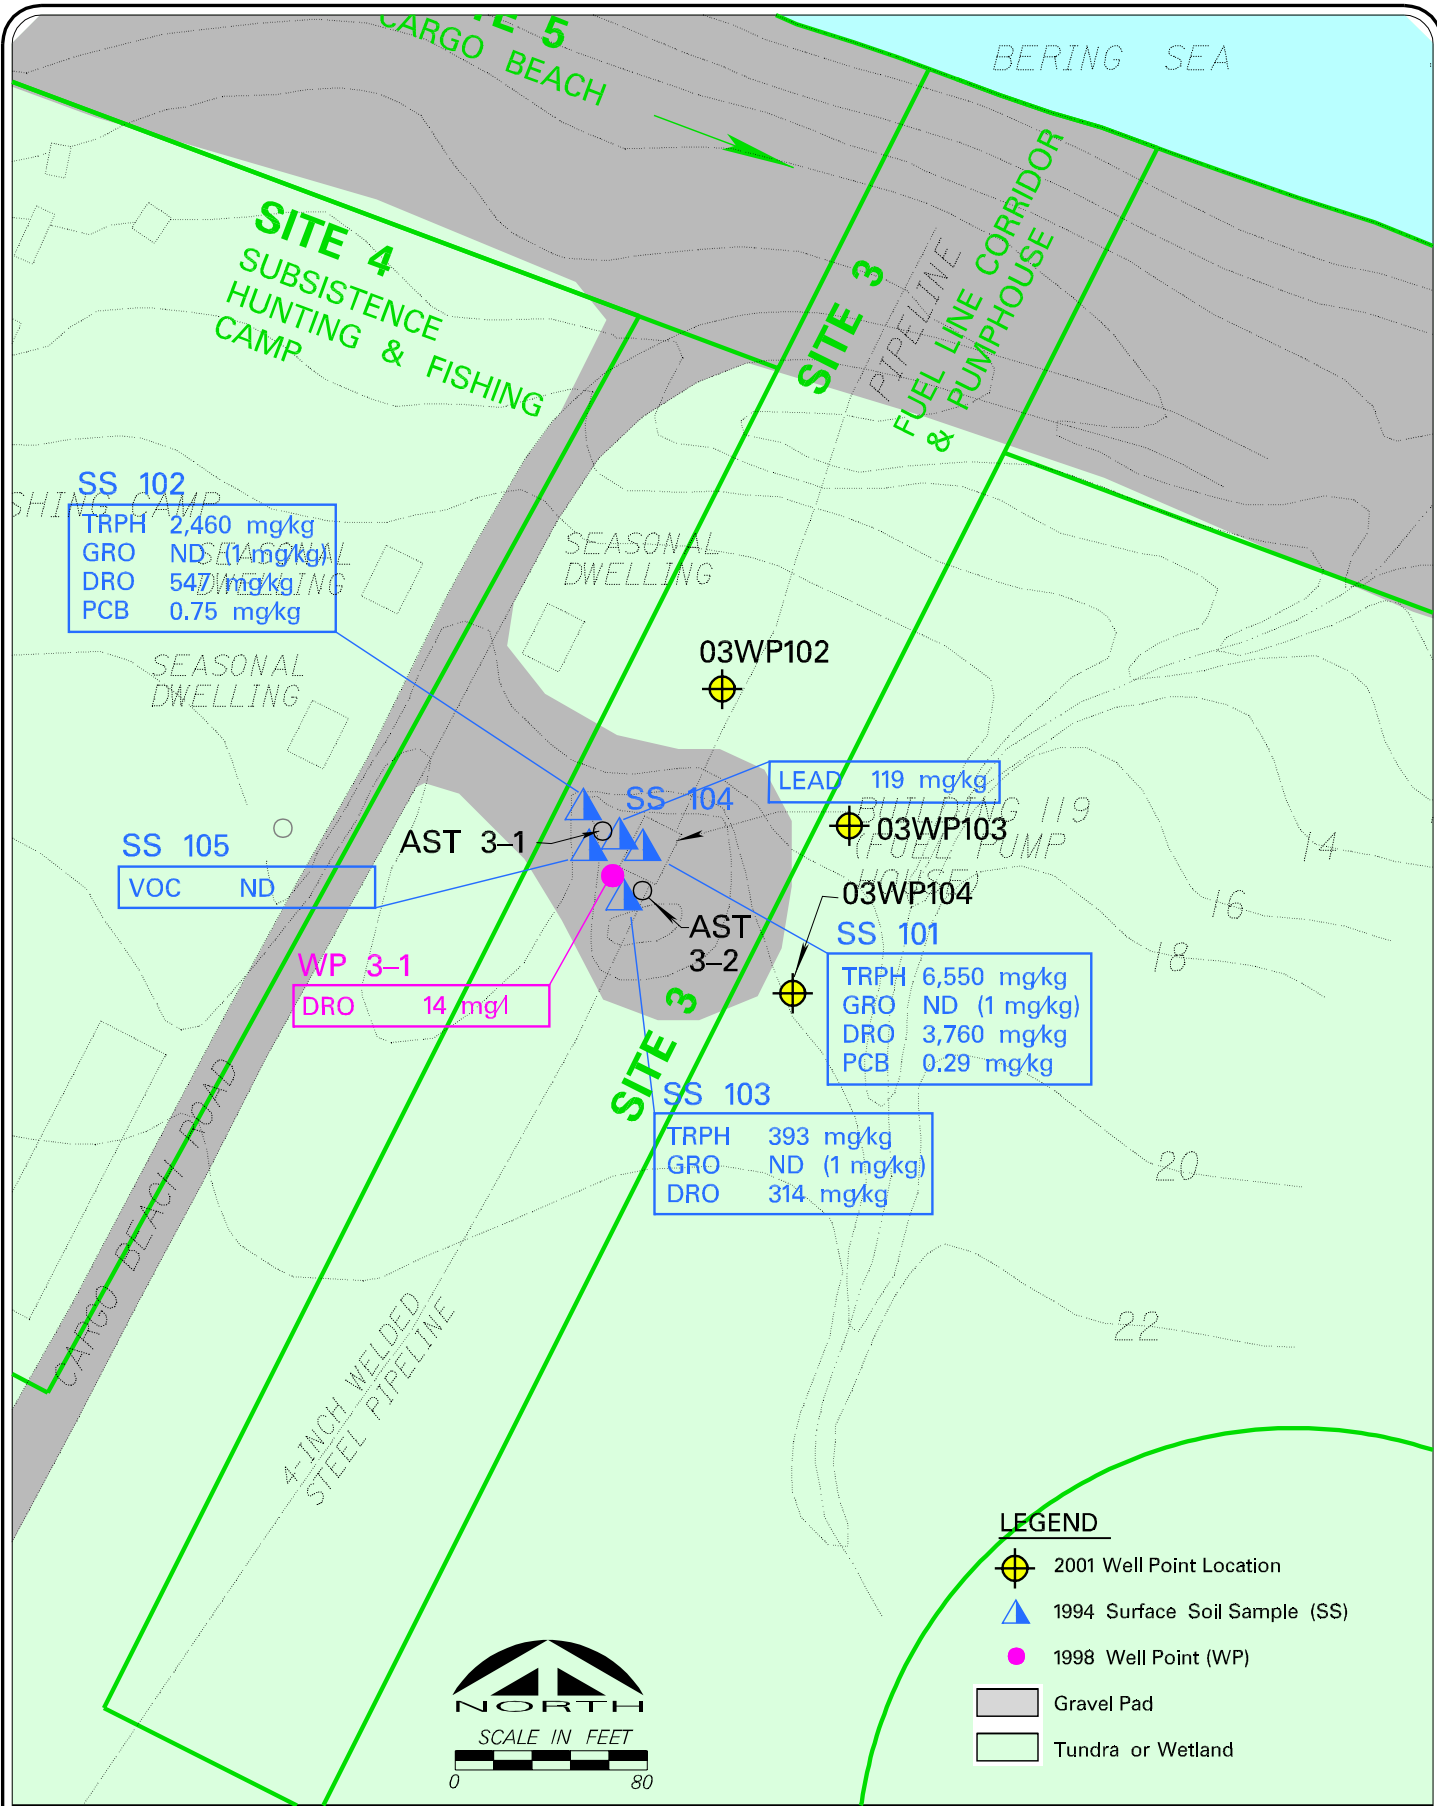 TE 5
CARGO BEACH
BERING SEA
SITE 4
SUBSISTENCE
HUNTING & FISHING
CAMP
SITE 3
PIPELINE
FUEL LINE CORRIDOR
& PUMPHOUSE
SS 102
SHING CAMP
TRPH 2,460 mg/kg
GRO ND (1 mg/kg)
DRO 547 mg/kg
PCB 0.75 mg/kg
SEASONAL
DWELLING
SEASONAL
DWELLING
SEASONAL
DWELLING
03WP102
LEAD 119 mg/kg
SS 104
BUILDING 119
(FUEL PUMP
HOUSE)
03WP103
14
AST 3–1
SS 105
VOC ND
03WP104
16
AST
3–2
SS 101
TRPH 6,550 mg/kg
GRO ND (1 mg/kg)
DRO 3,760 mg/kg
PCB 0.29 mg/kg
18
WP 3–1
DRO 14 mg/l
SITE 3
SS 103
TRPH 393 mg/kg
GRO ND (1 mg/kg)
DRO 314 mg/kg
20
CARGO BEACH ROAD
22
4-INCH WELDED
STEEL PIPELINE
LEGEND
2001 Well Point Location
1994 Surface Soil Sample (SS)
1998 Well Point (WP)
Gravel Pad
Tundra or Wetland
NORTH
SCALE IN FEET
0 80